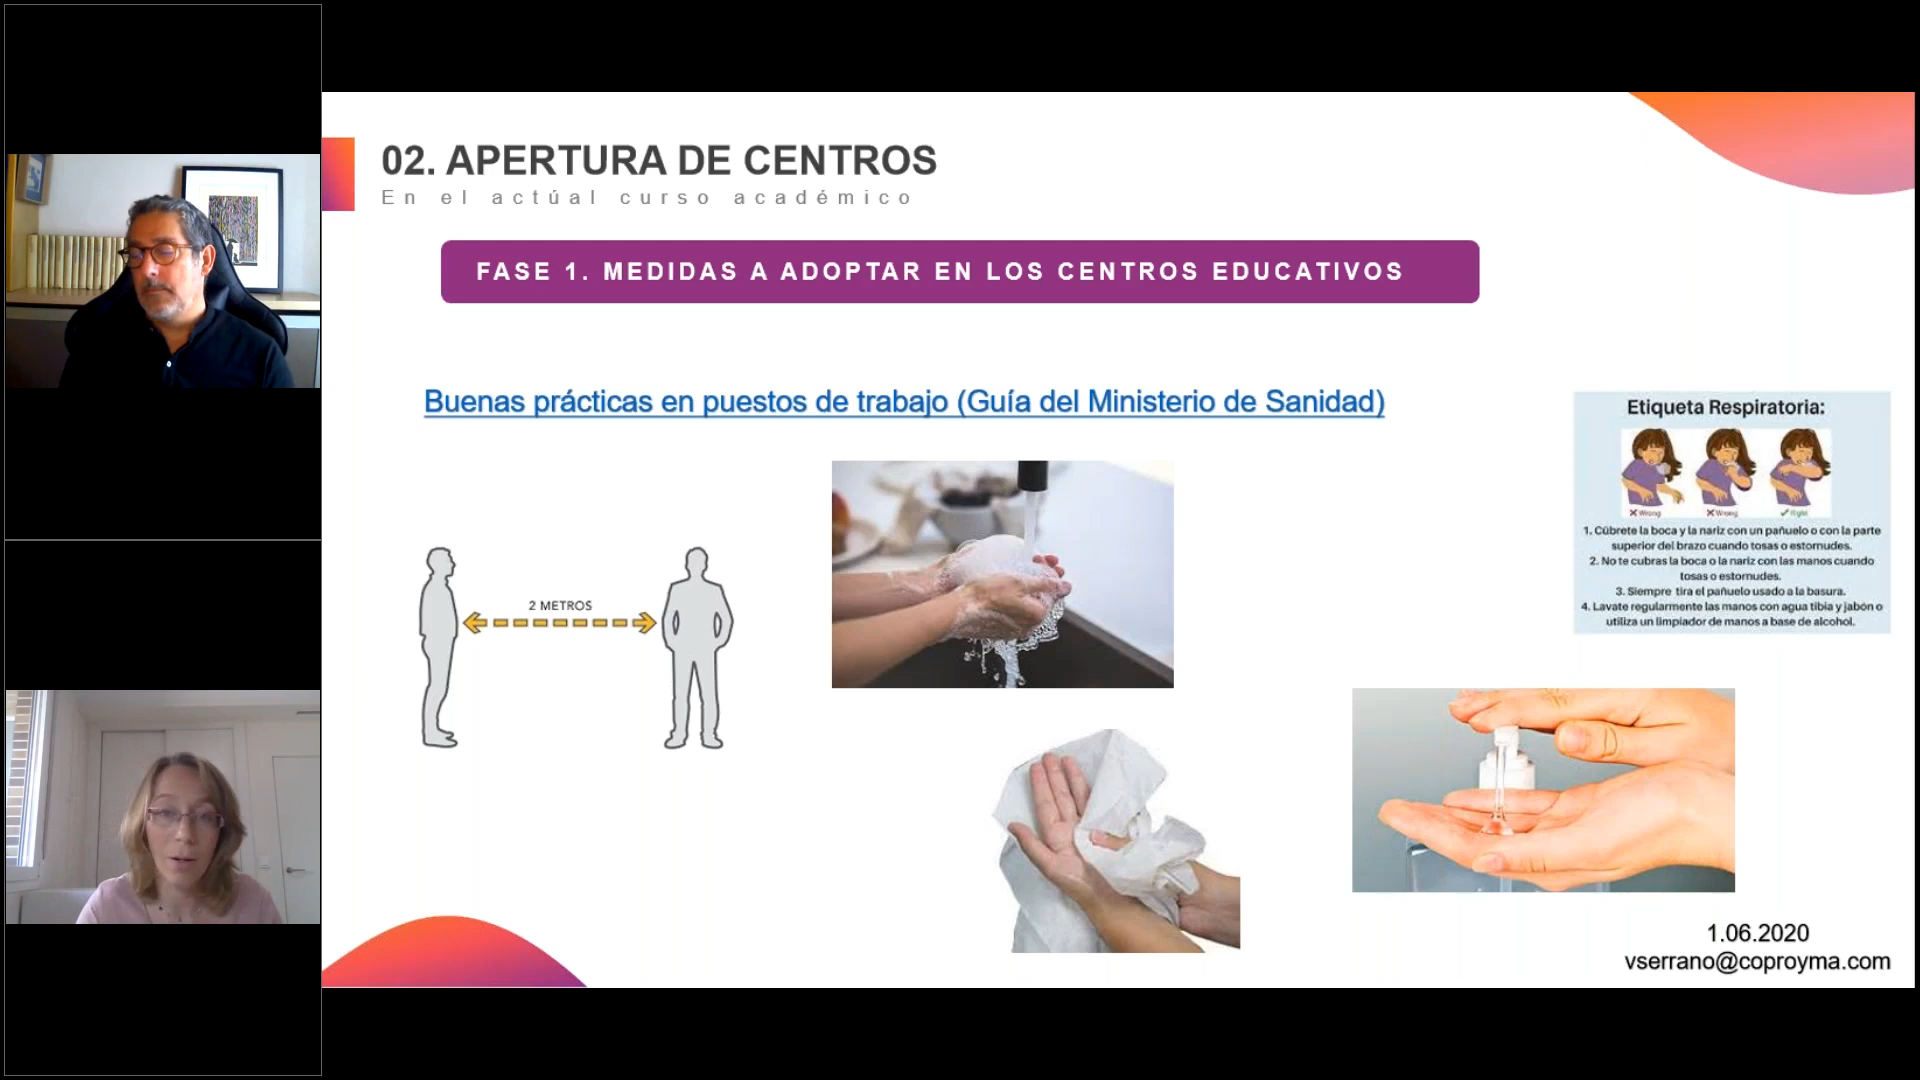 02. APERTURA DE CENTROS
En el actúal curso académico
FASE 1. MEDIDAS A ADOPTAR EN LOS CENTROS EDUCATIVOS
Buenas prácticas en puestos de trabajo (Guía del Ministerio de Sanidad)
Etiqueta Respiratoria:
Wrong Wrong Right
1. Cúbrete la boca y la nariz con un pañuelo o con la parte
superior del brazo cuando tosas o estornudes.
2. No te cubras la boca o la nariz con las manos cuando
tosas o estornudes.
3. Siempre tira el pañuelo usado a la basura.
4. Lavate regularmente las manos con agua tibia y jabón o
utiliza un limpiador de manos a base de alcohol.
2 METROS
1.06.2020
vserrano@coproyma.com